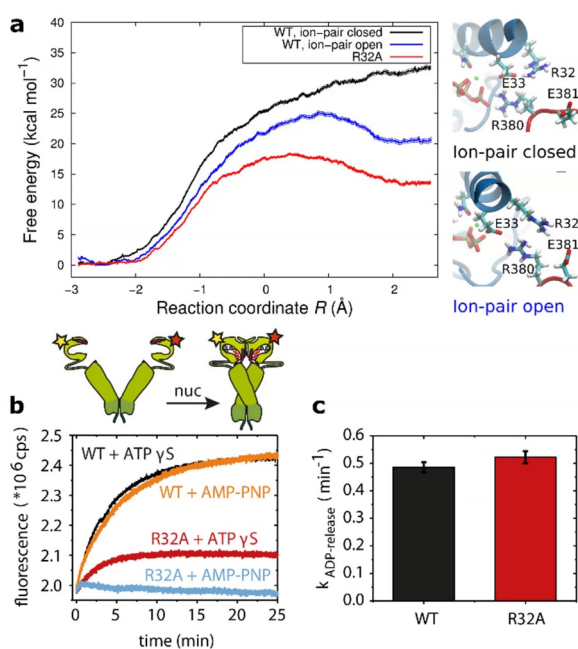 a
40
35
30
25
20
15
10
5
0
Free energy (kcal mol⁻¹)
WT, ion-pair closed
WT, ion-pair open
R32A
−3
−2
−1
0
1
2
Reaction coordinate R (Å)
E33
R32
E381
R380
Ion-pair closed
E33
R32
E381
R380
Ion-pair open
nuc
b
fluorescence (*10⁶ cps)
2.4
2.3
2.2
2.1
2.0
WT + ATP γS
WT + AMP-PNP
R32A + ATP γS
R32A + AMP-PNP
0
5
10
15
20
25
time (min)
c
k ADP-release (min⁻¹)
0.6
0.5
0.4
0.3
0.2
0.1
0.0
WT
R32A